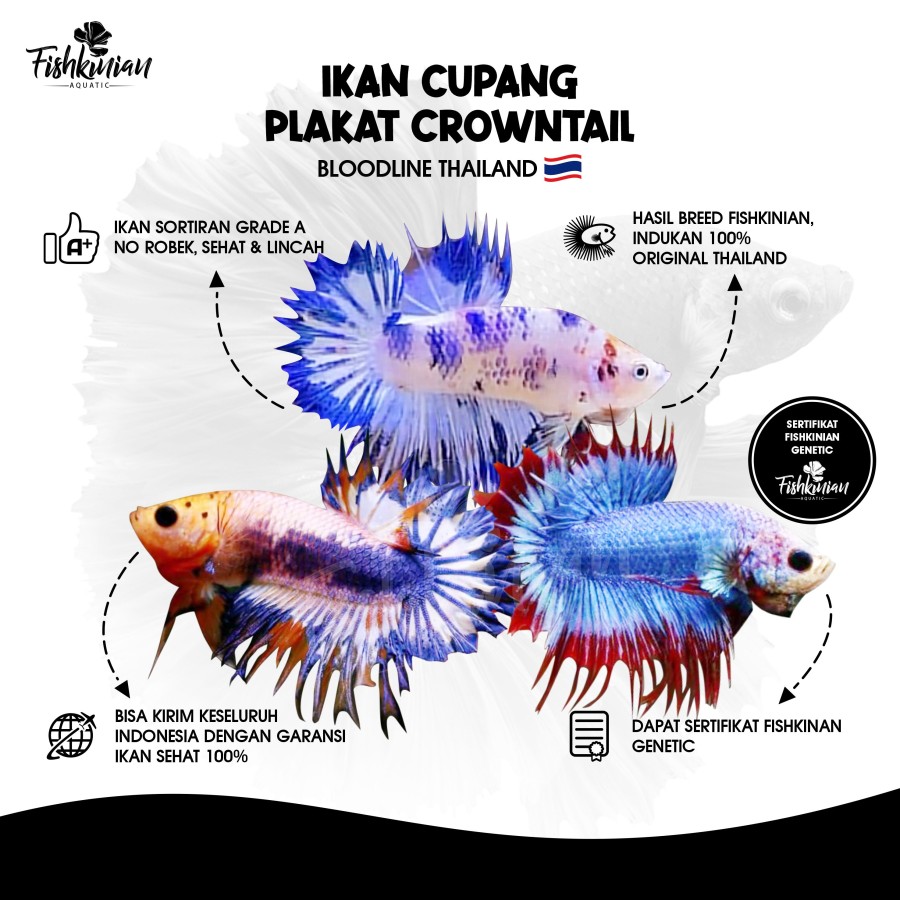 Fishkinian
AQUATIC
IKAN CUPANG
PLAKAT CROWNTAIL
BLOODLINE THAILAND
A+
IKAN SORTIRAN GRADE A
NO ROBEK, SEHAT & LINCAH
HASIL BREED FISHKINIAN,
INDUKAN 100%
ORIGINAL THAILAND
SERTIFIKAT
FISHKINIAN
GENETIC
Fishkinian
AQUATIC
BISA KIRIM KESELURUH
INDONESIA DENGAN GARANSI
IKAN SEHAT 100%
DAPAT SERTIFIKAT FISHKINAN
GENETIC